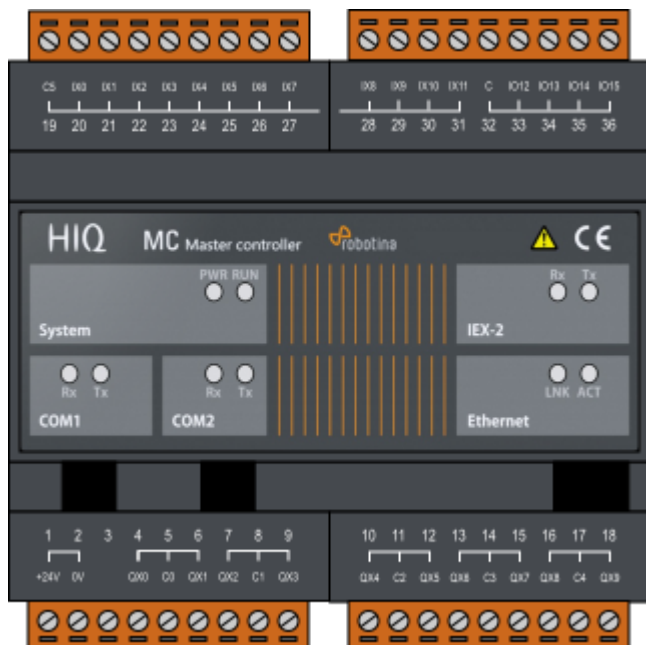 C5 IX0 IX1 IX2 IX3 IX4 IX5 IX6 IX7 IX8 IX9 IX10 IX11 C IO12 IO13 IO14 IO15
19 20 21 22 23 24 25 26 27 28 29 30 31 32 33 34 35 36
HIQ MC Master controller robotina CE
PWR RUN Rx Tx
System IEX-2
Rx Tx Rx Tx LNK ACT
COM1 COM2 Ethernet
1 2 3 4 5 6 7 8 9 10 11 12 13 14 15 16 17 18
+24V 0V QX0 C0 QX1 QX2 C1 QX3 QX4 C2 QX5 QX6 C3 QX7 QX8 C4 QX9